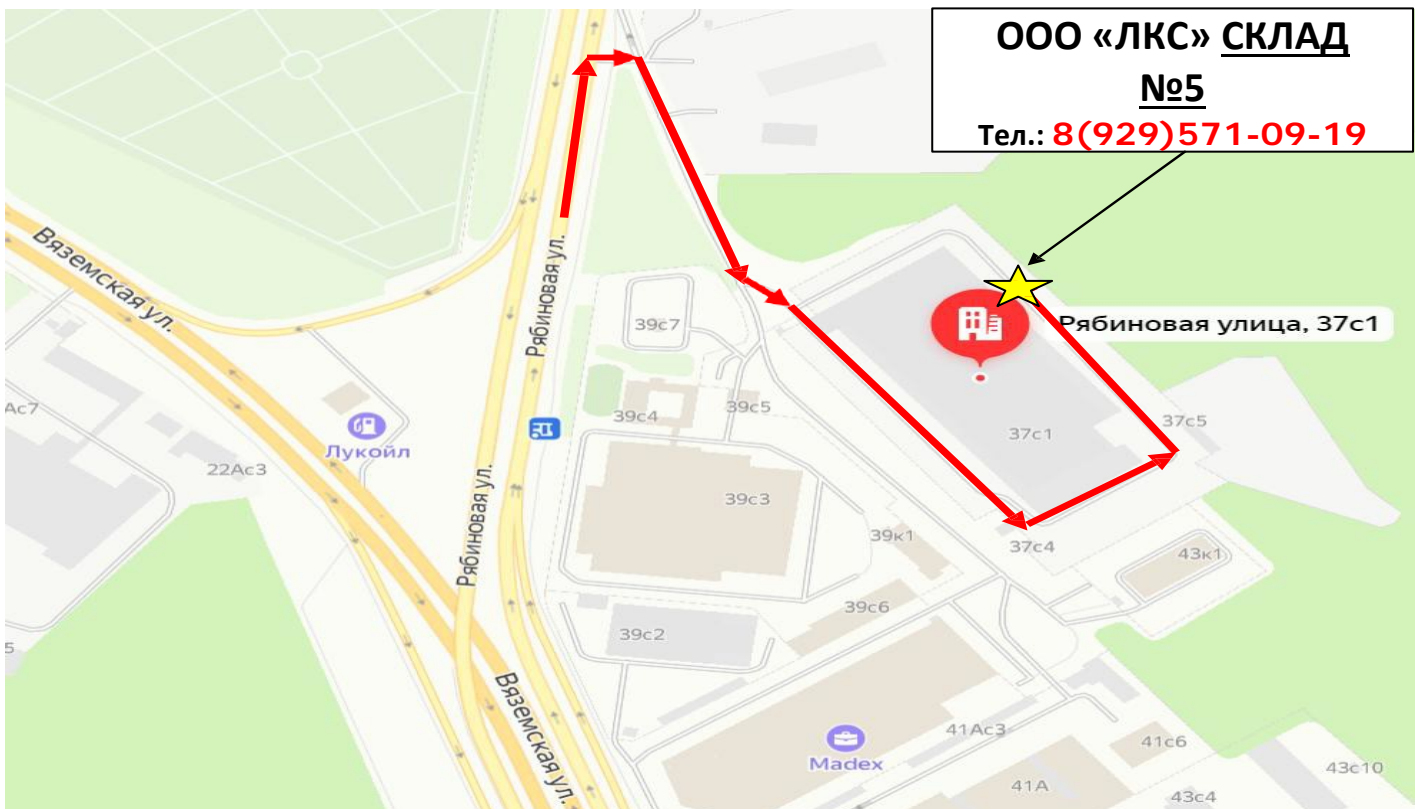 ООО «ЛКС» СКЛАД
№5
Тел.: 8(929)571-09-19
Вяземская ул.
Рябиновая ул.
39с7
Рябиновая улица, 37с1
Ас7
39с4
39с5
37с1
37с5
Лукойл
22Ас3
Рябиновая ул.
39с3
39к1
37с4
43к1
39с6
39с2
5
Вяземская ул.
Madex
41Ас3
41с6
43с10
41А
43с4